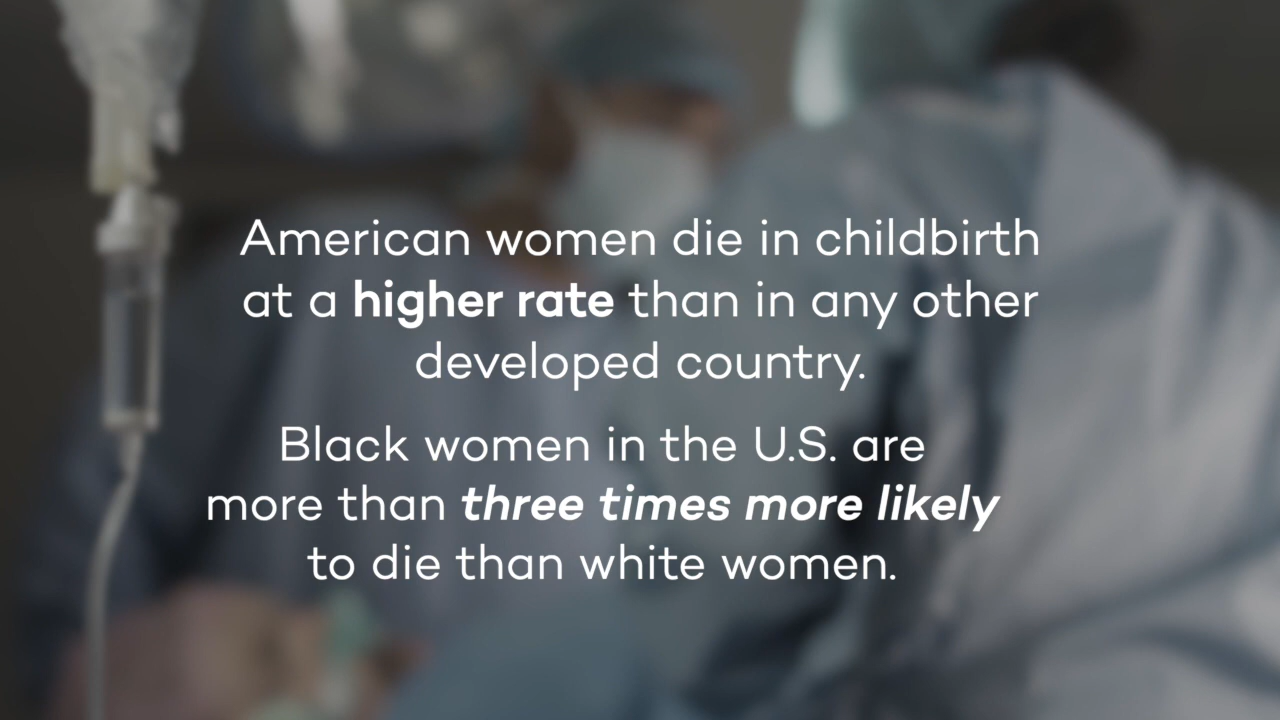 American women die in childbirth
at a higher rate than in any other
developed country.
Black women in the U.S. are
more than three times more likely
to die than white women.